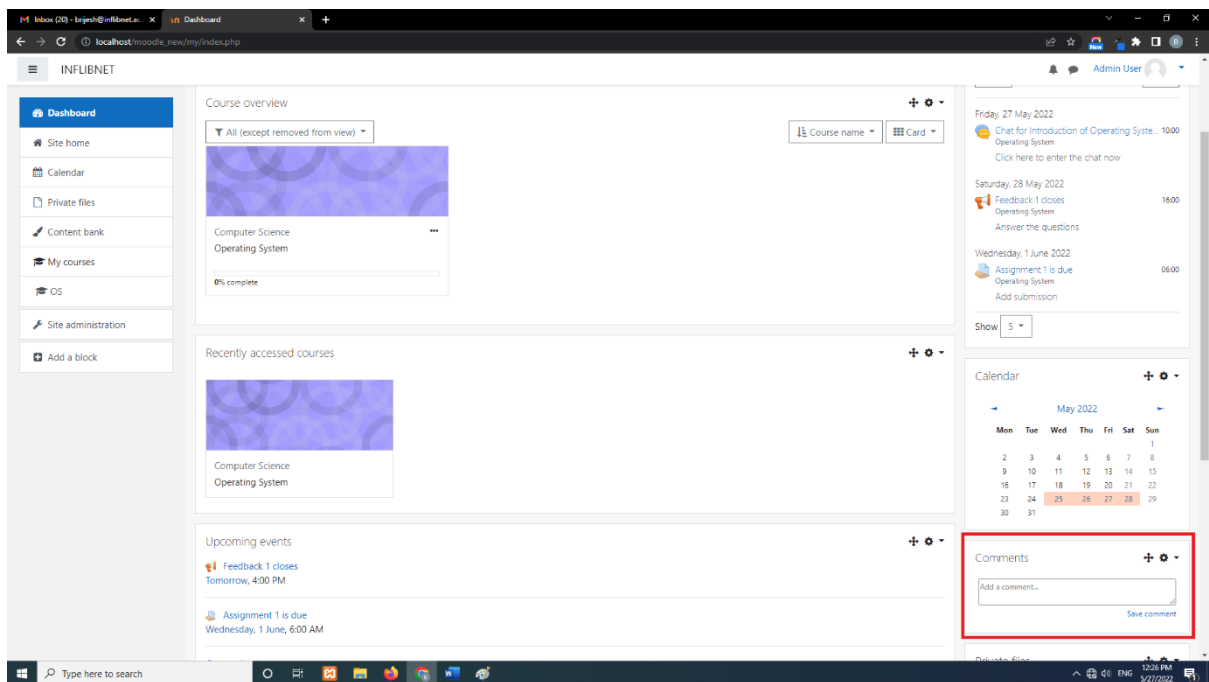 Inbox (20) - brijesh@inflibnet.ac.
Dashboard
localhost/moodle_new/my/index.php
New
B
INFLIBNET
Admin User
Dashboard
Site home
Calendar
Private files
Content bank
My courses
OS
Site administration
Add a block
Course overview
All (except removed from view)
Course name
Card
Computer Science
Operating System
0% complete
Recently accessed courses
Computer Science
Operating System
Upcoming events
Feedback 1 closes
Tomorrow, 4:00 PM
Assignment 1 is due
Wednesday, 1 June, 6:00 AM
Friday, 27 May 2022
Chat for Introduction of Operating Syste... 10:00
Operating System
Click here to enter the chat now
Saturday, 28 May 2022
Feedback 1 closes 16:00
Operating System
Answer the questions
Wednesday, 1 June 2022
Assignment 1 is due 06:00
Operating System
Add submission
Show 5
Calendar
May 2022
Mon Tue Wed Thu Fri Sat Sun
1
2 3 4 5 6 7 8
9 10 11 12 13 14 15
16 17 18 19 20 21 22
23 24 25 26 27 28 29
30 31
Comments
Add a comment...
Save comment
Private files
Type here to search
ENG
12:26 PM
5/27/2022